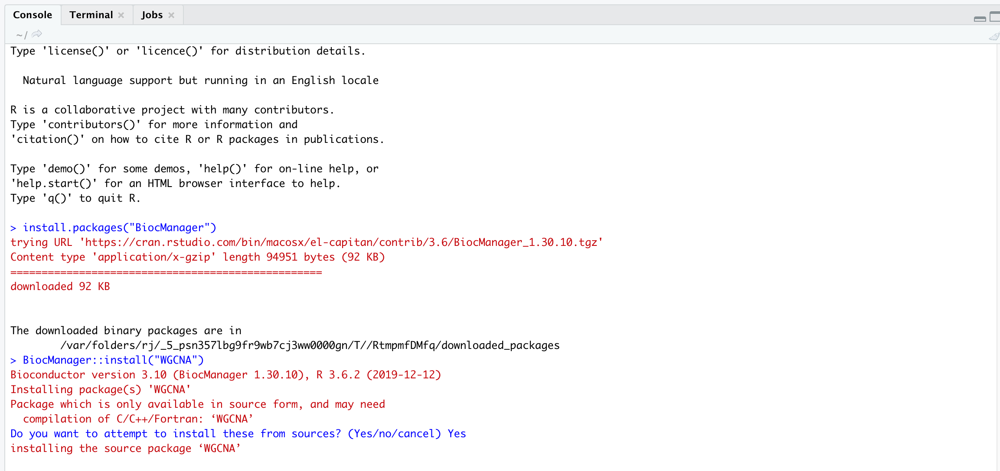 Console Terminal Jobs
~/
Type 'license()' or 'licence()' for distribution details.
Natural language support but running in an English locale
R is a collaborative project with many contributors.
Type 'contributors()' for more information and
'citation()' on how to cite R or R packages in publications.
Type 'demo()' for some demos, 'help()' for on-line help, or
'help.start()' for an HTML browser interface to help.
Type 'q()' to quit R.
> install.packages("BiocManager")
trying URL 'https://cran.rstudio.com/bin/macosx/el-capitan/contrib/3.6/BiocManager_1.30.10.tgz'
Content type 'application/x-gzip' length 94951 bytes (92 KB)
==================================================
downloaded 92 KB
The downloaded binary packages are in
/var/folders/rj/_5_psn357lbg9fr9wb7cj3ww0000gn/T//RtmpmfDMfq/downloaded_packages
> BiocManager::install("WGCNA")
Bioconductor version 3.10 (BiocManager 1.30.10), R 3.6.2 (2019-12-12)
Installing package(s) 'WGCNA'
Package which is only available in source form, and may need
compilation of C/C++/Fortran: ‘WGCNA’
Do you want to attempt to install these from sources? (Yes/no/cancel) Yes
installing the source package ‘WGCNA’